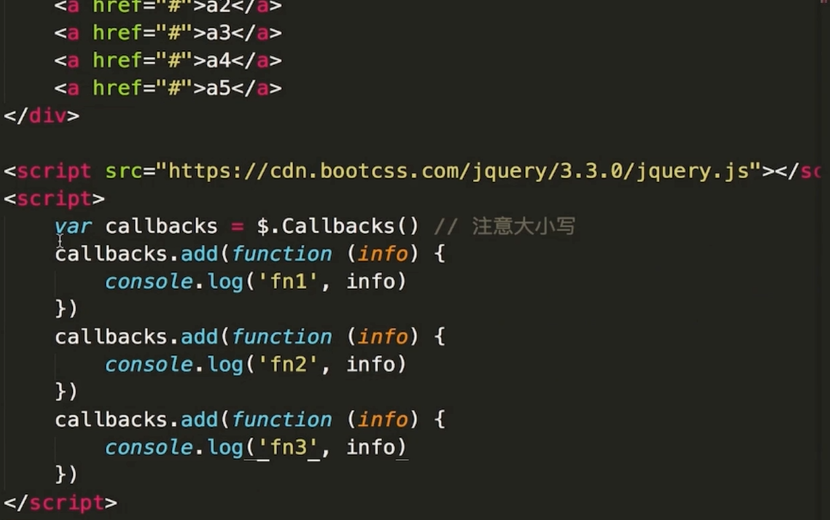 <a href="#">a2</a>
<a href="#">a3</a>
<a href="#">a4</a>
<a href="#">a5</a>
</div>
<script src="https://cdn.bootcss.com/jquery/3.3.0/jquery.js"></sc
<script>
var callbacks = $.Callbacks() // 注意大小写
callbacks.add(function (info) {
console.log('fn1', info)
})
callbacks.add(function (info) {
console.log('fn2', info)
})
callbacks.add(function (info) {
console.log('fn3', info)
})
</script>